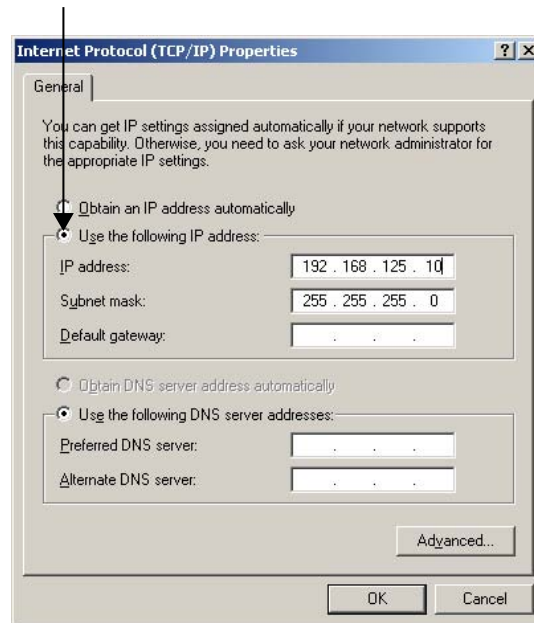 Internet Protocol (TCP/IP) Properties
General
You can get IP settings assigned automatically if your network supports
this capability. Otherwise, you need to ask your network administrator for
the appropriate IP settings.
Obtain an IP address automatically
Use the following IP address:
IP address: 192 . 168 . 125 . 10
Subnet mask: 255 . 255 . 255 . 0
Default gateway: . . .
Obtain DNS server address automatically
Use the following DNS server addresses:
Preferred DNS server: . . .
Alternate DNS server: . . .
Advanced...
OK Cancel